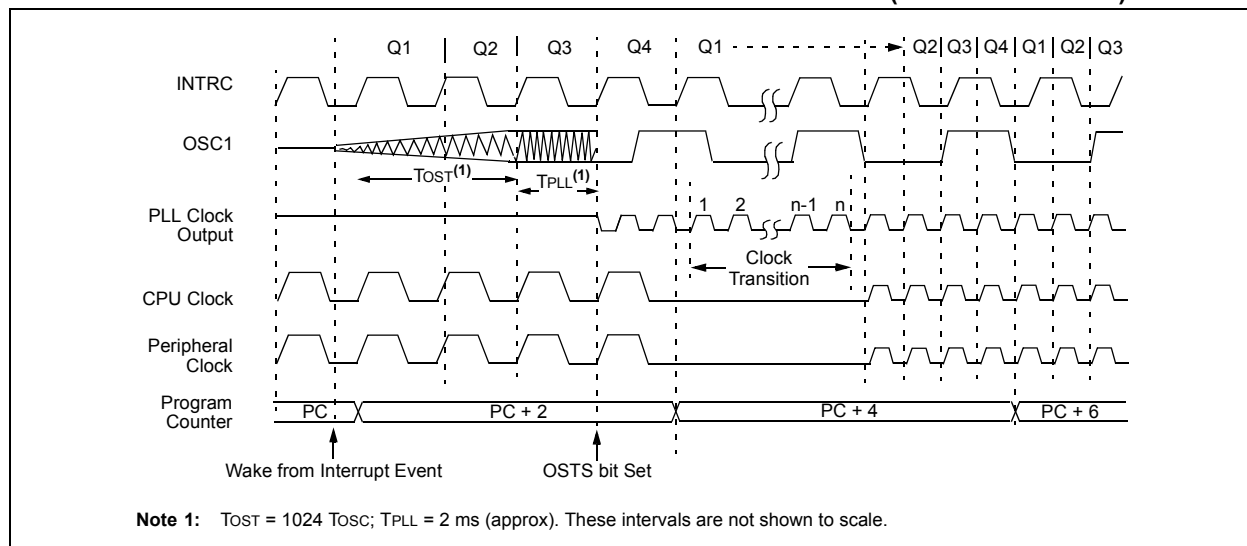 Q1 Q2 Q3 Q4 Q1 Q2 Q3 Q4 Q1 Q2 Q3
INTRC
OSC1
TOST(1) TPLL(1)
1 2 n-1 n
PLL Clock
Output
Clock
Transition
CPU Clock
Peripheral
Clock
Program
Counter
PC PC + 2 PC + 4 PC + 6
Wake from Interrupt Event OSTS bit Set
Note 1: TOST = 1024 TOSC; TPLL = 2 ms (approx). These intervals are not shown to scale.